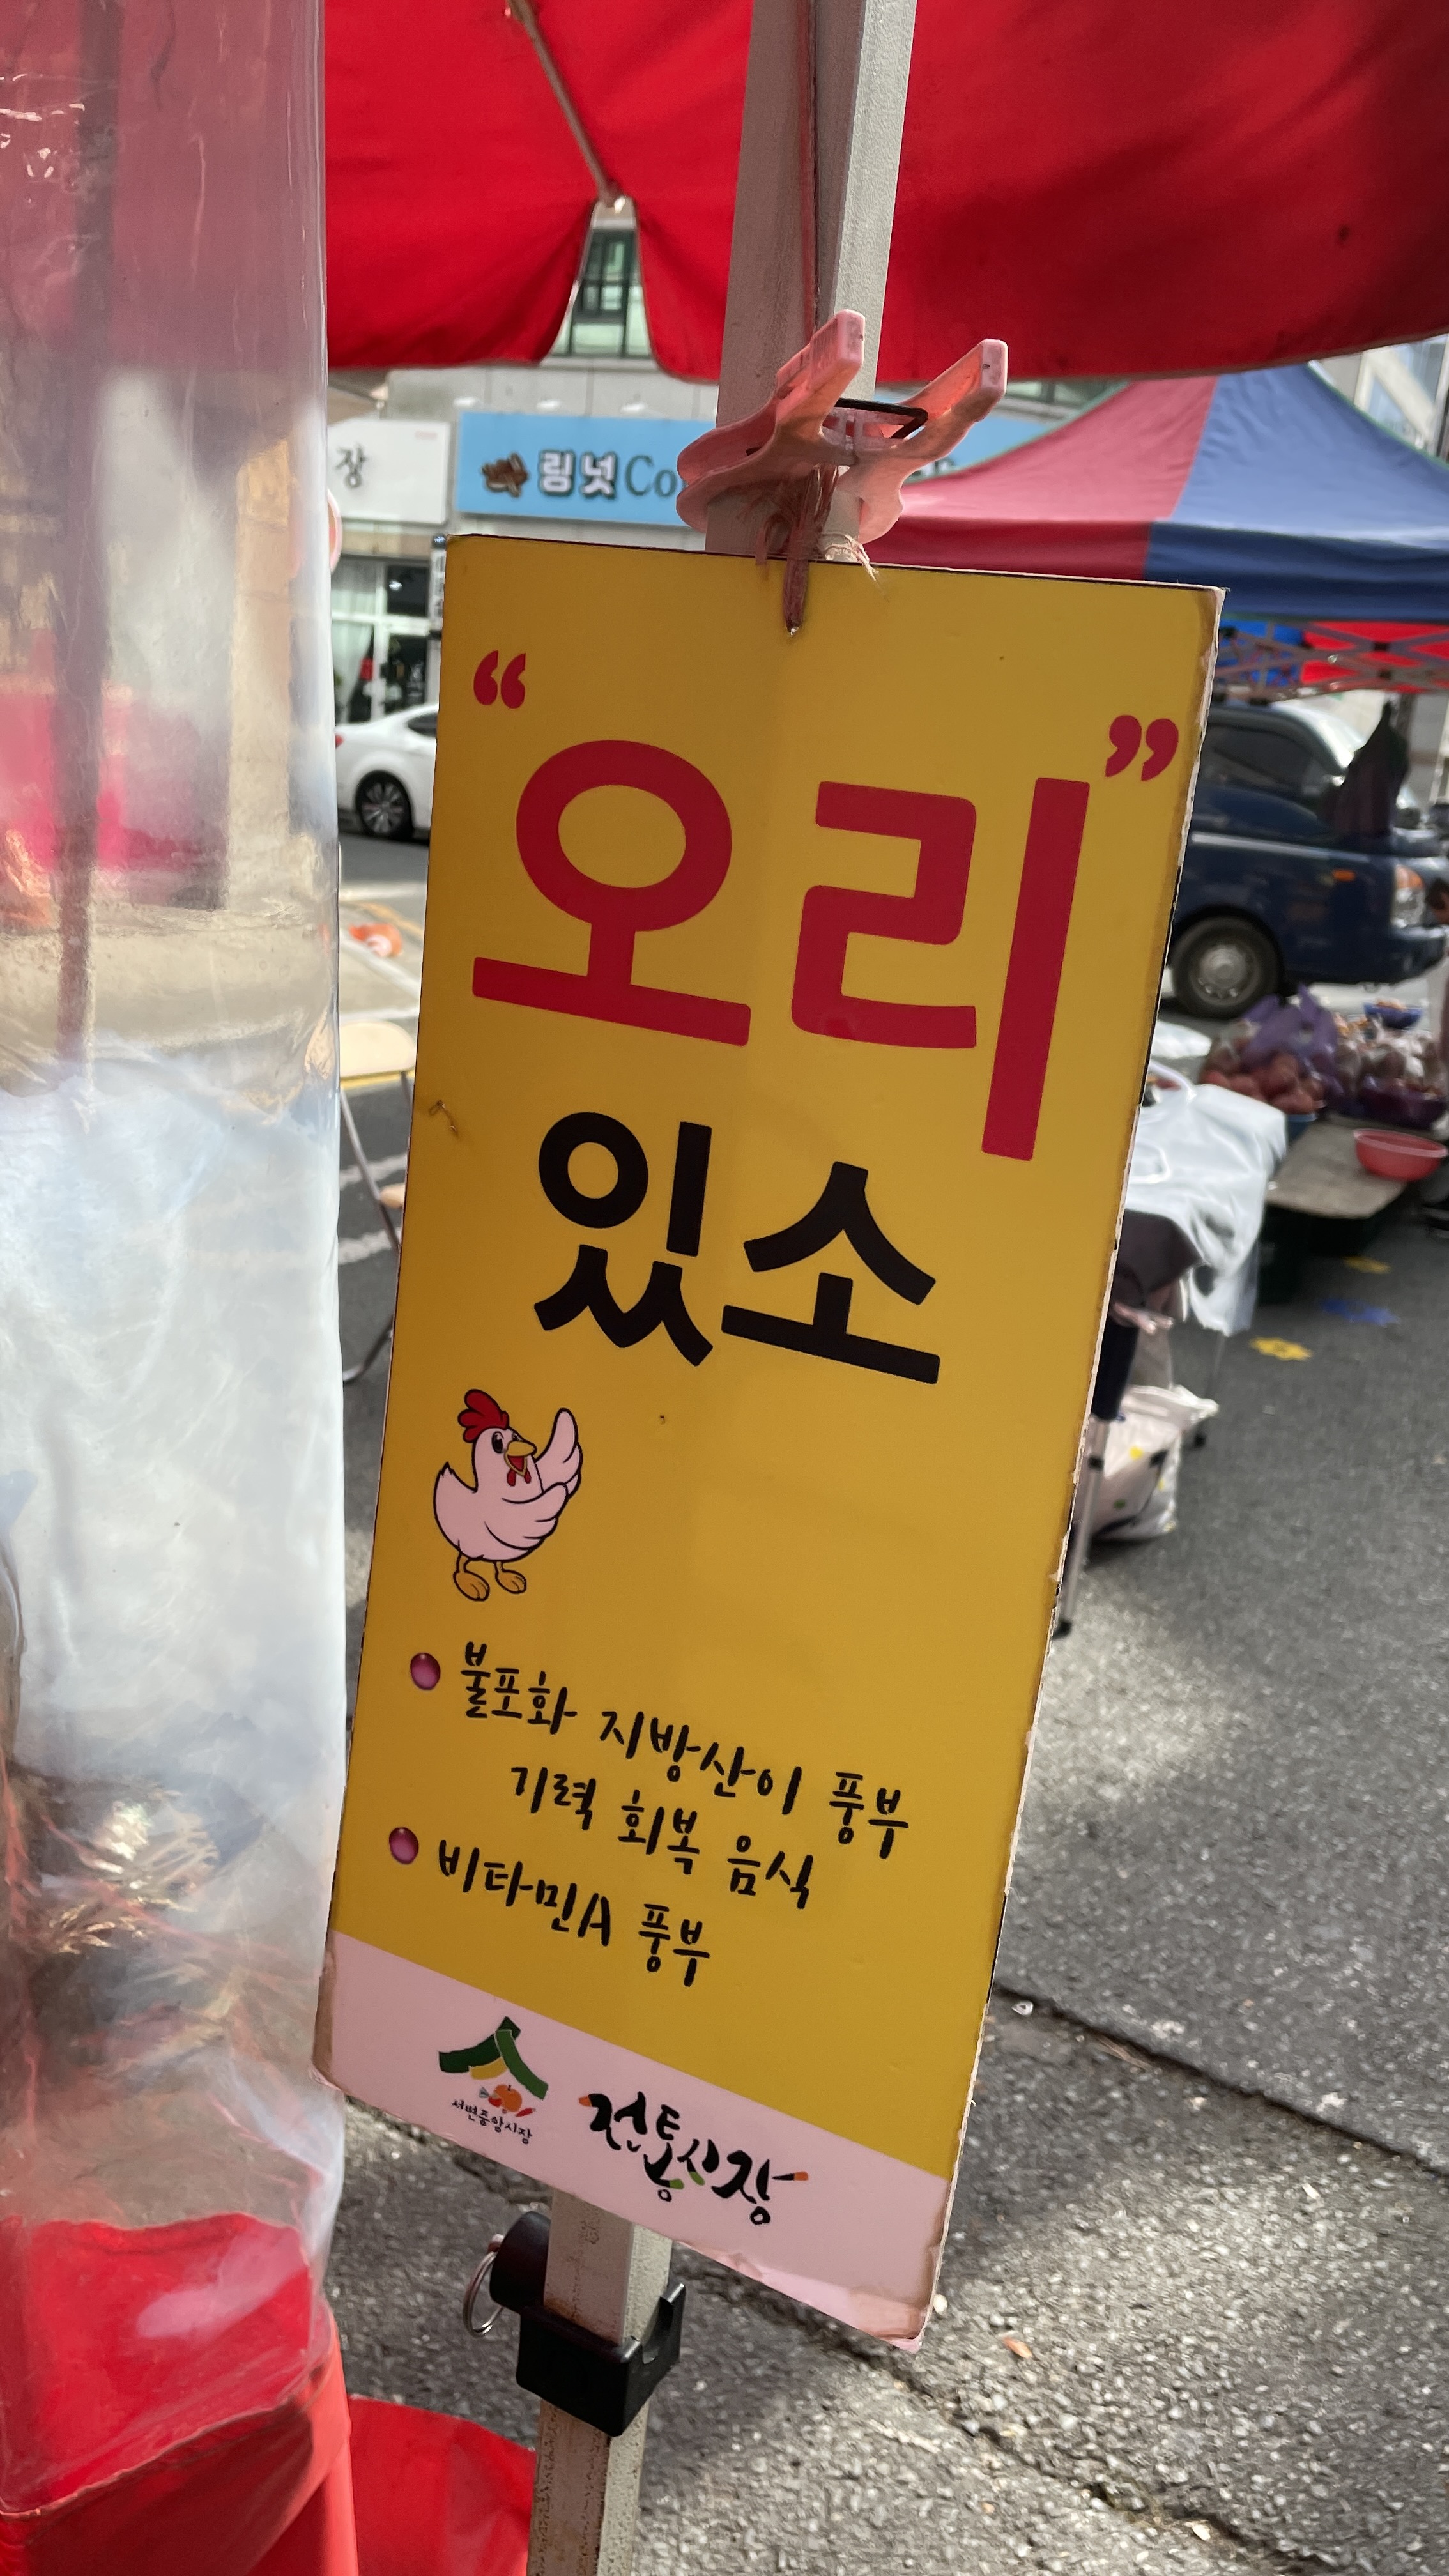 장
링넛 Co
“오리”
있소
불포화 지방산이 풍부
기력 회복 음식
비타민A 풍부
서변중앙시장
전통시장